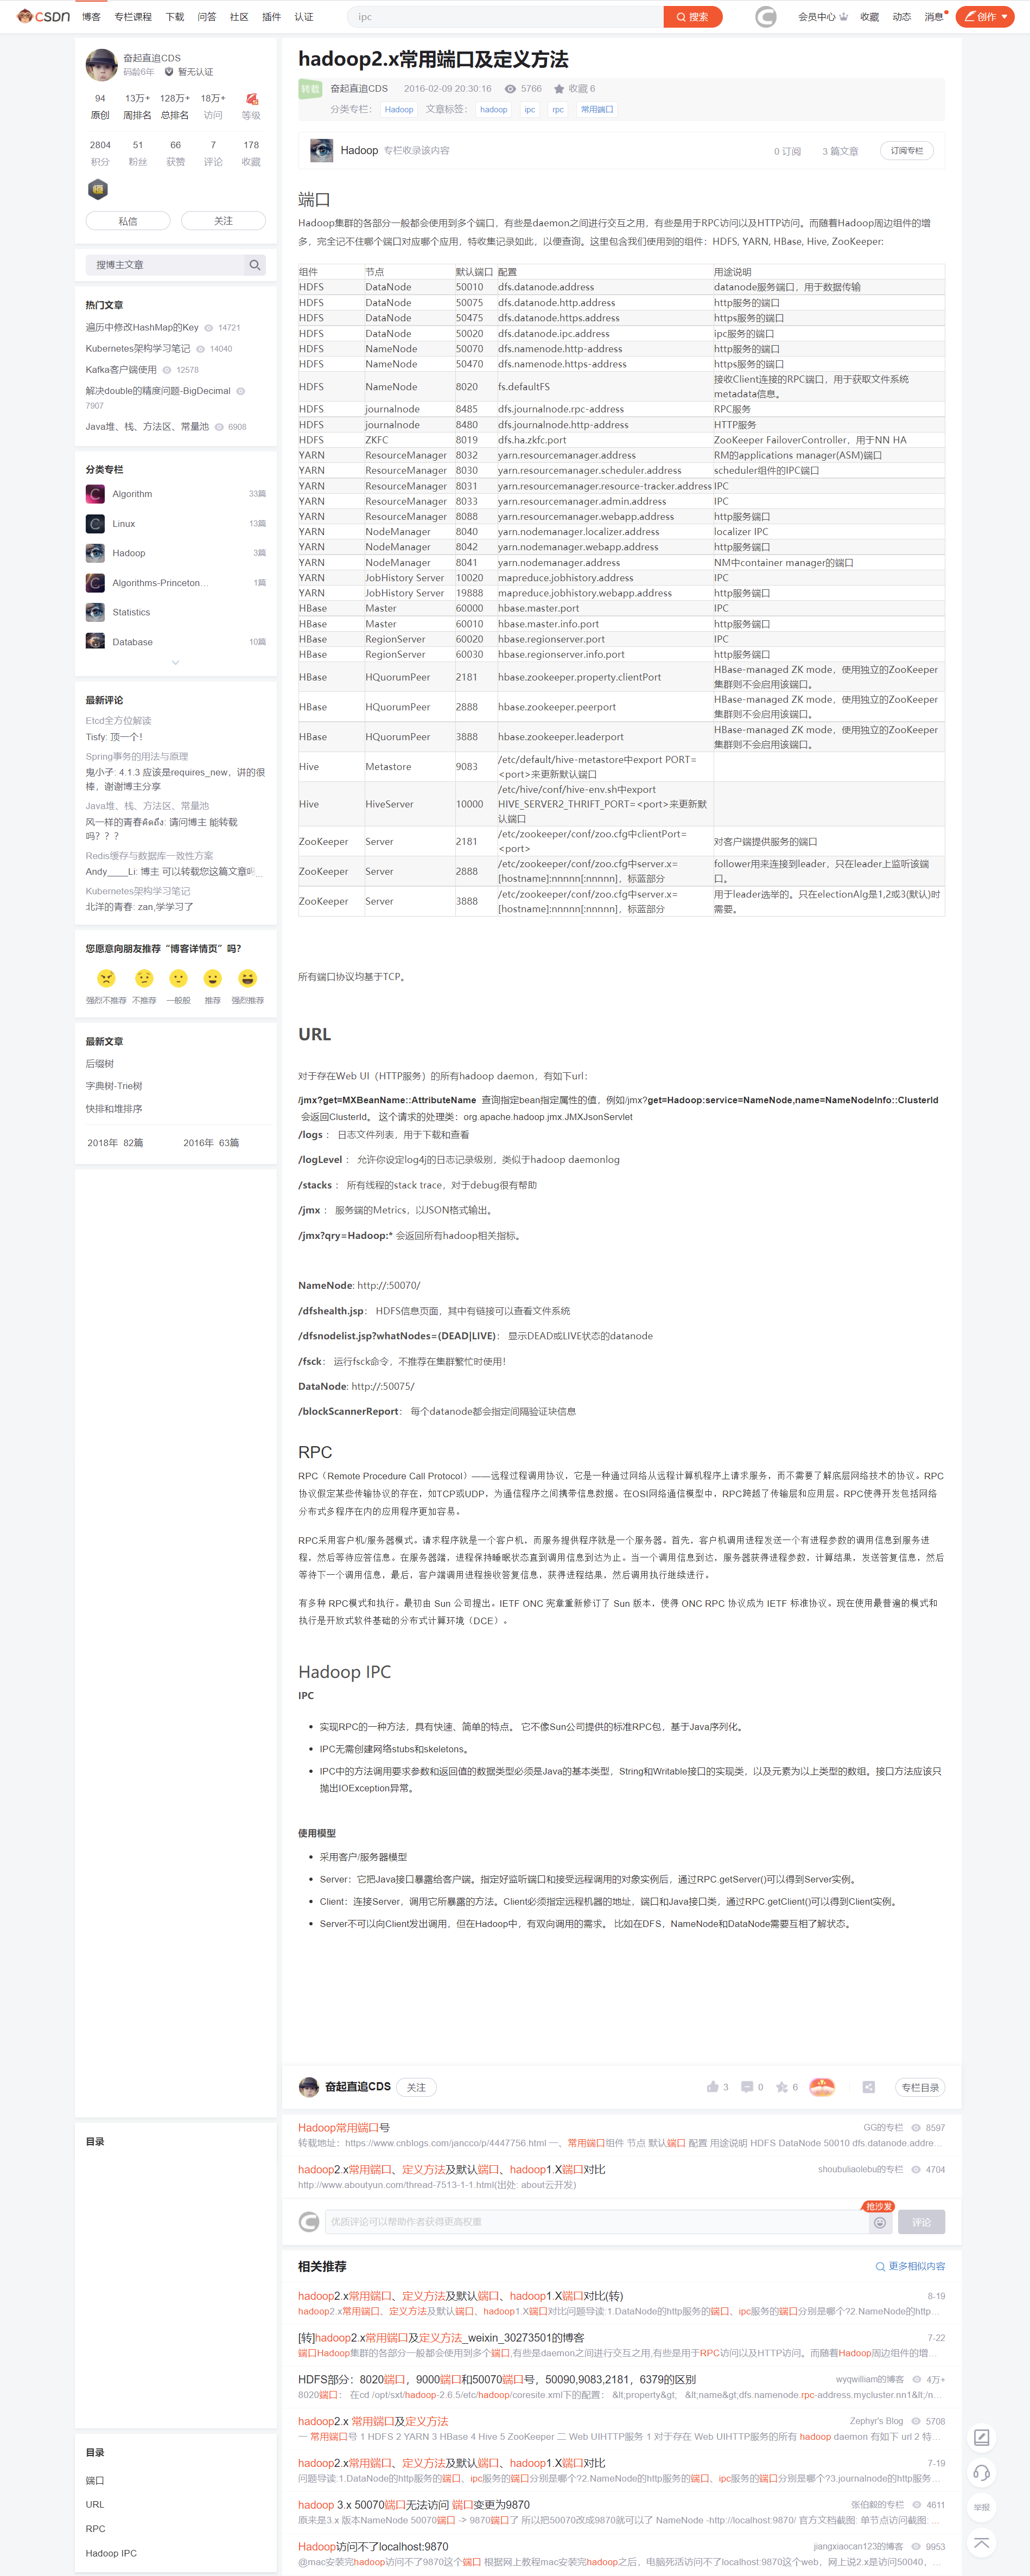 CSDN 博客 专栏课程 下载 问答 社区 插件 认证 ipc 搜索 会员中心 收藏 动态 消息 创作
奋起直追CDS
码龄6年 暂无认证
94 13万+ 128万+ 18万+
原创 周排名 总排名 访问 等级
2804 51 66 7 178
积分 粉丝 获赞 评论 收藏
私信 关注
搜博主文章
热门文章
遍历中修改HashMap的Key 14721
Kubernetes架构学习笔记 14040
Kafka客户端使用 12578
解决double的精度问题-BigDecimal
7907
Java堆、栈、方法区、常量池 6908
分类专栏
Algorithm 33篇
Linux 13篇
Hadoop 3篇
Algorithms-Princeton... 1篇
Statistics
Database 10篇
最新评论
Etcd全方位解读
Tisfy: 顶一个！
Spring事务的用法与原理
鬼小子: 4.1.3 应该是requires_new，讲的很
棒，谢谢博主分享
Java堆、栈、方法区、常量池
风一样的青春คิดถึง: 请问博主 能转载
吗？？？
Redis缓存与数据库一致性方案
Andy____Li: 博主 可以转载您这篇文章吗...
Kubernetes架构学习笔记
北洋的青春: zan,学学习了
您愿意向朋友推荐“博客详情页”吗？
强烈不推荐 不推荐 一般般 推荐 强烈推荐
最新文章
后缀树
字典树-Trie树
快排和堆排序
2018年 82篇 2016年 63篇
目录
目录
端口
URL
RPC
Hadoop IPC
hadoop2.x常用端口及定义方法
转载 奋起直追CDS 2016-02-09 20:30:16 5766 收藏 6
分类专栏： Hadoop 文章标签： hadoop ipc rpc 常用端口
Hadoop 专栏收录该内容 0 订阅 3 篇文章 订阅专栏
端口
Hadoop集群的各部分一般都会使用到多个端口，有些是daemon之间进行交互之用，有些是用于RPC访问以及HTTP访问。而随着Hadoop周边组件的增
多，完全记不住哪个端口对应哪个应用，特收集记录如此，以便查询。这里包含我们使用到的组件：HDFS, YARN, HBase, Hive, ZooKeeper:
组件 节点 默认端口 配置 用途说明
HDFS DataNode 50010 dfs.datanode.address datanode服务端口，用于数据传输
HDFS DataNode 50075 dfs.datanode.http.address http服务的端口
HDFS DataNode 50475 dfs.datanode.https.address https服务的端口
HDFS DataNode 50020 dfs.datanode.ipc.address ipc服务的端口
HDFS NameNode 50070 dfs.namenode.http-address http服务的端口
HDFS NameNode 50470 dfs.namenode.https-address https服务的端口
HDFS NameNode 8020 fs.defaultFS 接收Client连接的RPC端口，用于获取文件系统
metadata信息。
HDFS journalnode 8485 dfs.journalnode.rpc-address RPC服务
HDFS journalnode 8480 dfs.journalnode.http-address HTTP服务
HDFS ZKFC 8019 dfs.ha.zkfc.port ZooKeeper FailoverController，用于NN HA
YARN ResourceManager 8032 yarn.resourcemanager.address RM的applications manager(ASM)端口
YARN ResourceManager 8030 yarn.resourcemanager.scheduler.address scheduler组件的IPC端口
YARN ResourceManager 8031 yarn.resourcemanager.resource-tracker.address IPC
YARN ResourceManager 8033 yarn.resourcemanager.admin.address IPC
YARN ResourceManager 8088 yarn.resourcemanager.webapp.address http服务端口
YARN NodeManager 8040 yarn.nodemanager.localizer.address localizer IPC
YARN NodeManager 8042 yarn.nodemanager.webapp.address http服务端口
YARN NodeManager 8041 yarn.nodemanager.address NM中container manager的端口
YARN JobHistory Server 10020 mapreduce.jobhistory.address IPC
YARN JobHistory Server 19888 mapreduce.jobhistory.webapp.address http服务端口
HBase Master 60000 hbase.master.port IPC
HBase Master 60010 hbase.master.info.port http服务端口
HBase RegionServer 60020 hbase.regionserver.port IPC
HBase RegionServer 60030 hbase.regionserver.info.port http服务端口
HBase HQuorumPeer 2181 hbase.zookeeper.property.clientPort HBase-managed ZK mode，使用独立的ZooKeeper
集群则不会启用该端口。
HBase HQuorumPeer 2888 hbase.zookeeper.peerport HBase-managed ZK mode，使用独立的ZooKeeper
集群则不会启用该端口。
HBase HQuorumPeer 3888 hbase.zookeeper.leaderport HBase-managed ZK mode，使用独立的ZooKeeper
集群则不会启用该端口。
Hive Metastore 9083 /etc/default/hive-metastore中export PORT=
<port>来更新默认端口
Hive HiveServer 10000 /etc/hive/conf/hive-env.sh中export
HIVE_SERVER2_THRIFT_PORT=<port>来更新默
认端口
ZooKeeper Server 2181 /etc/zookeeper/conf/zoo.cfg中clientPort= 对客户端提供服务的端口
<port>
ZooKeeper Server 2888 /etc/zookeeper/conf/zoo.cfg中server.x= follower用来连接到leader，只在leader上监听该端
[hostname]:nnnnn[:nnnnn]，标蓝部分 口。
ZooKeeper Server 3888 /etc/zookeeper/conf/zoo.cfg中server.x= 用于leader选举的。只在electionAlg是1,2或3(默认)时
[hostname]:nnnnn[:nnnnn]，标蓝部分 需要。
所有端口协议均基于TCP。
URL
对于存在Web UI（HTTP服务）的所有hadoop daemon，有如下url：
/jmx?get=MXBeanName::AttributeName 查询指定bean指定属性的值，例如/jmx?get=Hadoop:service=NameNode,name=NameNodeInfo::ClusterId
会返回ClusterId。 这个请求的处理类：org.apache.hadoop.jmx.JMXJsonServlet
/logs ： 日志文件列表，用于下载和查看
/logLevel ： 允许你设定log4j的日志记录级别，类似于hadoop daemonlog
/stacks ： 所有线程的stack trace，对于debug很有帮助
/jmx ： 服务端的Metrics，以JSON格式输出。
/jmx?qry=Hadoop:* 会返回所有hadoop相关指标。
NameNode: http://:50070/
/dfshealth.jsp： HDFS信息页面，其中有链接可以查看文件系统
/dfsnodelist.jsp?whatNodes=(DEAD|LIVE)： 显示DEAD或LIVE状态的datanode
/fsck： 运行fsck命令，不推荐在集群繁忙时使用！
DataNode: http://:50075/
/blockScannerReport： 每个datanode都会指定间隔验证块信息
RPC
RPC（Remote Procedure Call Protocol）——远程过程调用协议，它是一种通过网络从远程计算机程序上请求服务，而不需要了解底层网络技术的协议。RPC
协议假定某些传输协议的存在，如TCP或UDP，为通信程序之间携带信息数据。在OSI网络通信模型中，RPC跨越了传输层和应用层。RPC使得开发包括网络
分布式多程序在内的应用程序更加容易。
RPC采用客户机/服务器模式。请求程序就是一个客户机，而服务提供程序就是一个服务器。首先，客户机调用进程发送一个有进程参数的调用信息到服务进
程，然后等待应答信息。在服务器端，进程保持睡眠状态直到调用信息到达为止。当一个调用信息到达，服务器获得进程参数，计算结果，发送答复信息，然后
等待下一个调用信息，最后，客户端调用进程接收答复信息，获得进程结果，然后调用执行继续进行。
有多种 RPC模式和执行。最初由 Sun 公司提出。IETF ONC 宪章重新修订了 Sun 版本，使得 ONC RPC 协议成为 IETF 标准协议。现在使用最普遍的模式和
执行是开放式软件基础的分布式计算环境（DCE）。
Hadoop IPC
IPC
实现RPC的一种方法，具有快速、简单的特点。 它不像Sun公司提供的标准RPC包，基于Java序列化。
IPC无需创建网络stubs和skeletons。
IPC中的方法调用要求参数和返回值的数据类型必须是Java的基本类型，String和Writable接口的实现类，以及元素为以上类型的数组。接口方法应该只
抛出IOException异常。
使用模型
采用客户/服务器模型
Server：它把Java接口暴露给客户端。指定好监听端口和接受远程调用的对象实例后，通过RPC.getServer()可以得到Server实例。
Client：连接Server，调用它所暴露的方法。Client必须指定远程机器的地址，端口和Java接口类，通过RPC.getClient()可以得到Client实例。
Server不可以向Client发出调用，但在Hadoop中，有双向调用的需求。 比如在DFS，NameNode和DataNode需要互相了解状态。
奋起直追CDS 关注 3 0 6 专栏目录
Hadoop常用端口号 GG的专栏 8597
转载地址：https://www.cnblogs.com/jancco/p/4447756.html 一、常用端口组件 节点 默认端口 配置 用途说明 HDFS DataNode 50010 dfs.datanode.addre...
hadoop2.x常用端口、定义方法及默认端口、hadoop1.X端口对比 shoubuliaolebu的专栏 4704
http://www.aboutyun.com/thread-7513-1-1.html(出处: about云开发)
抢沙发
优质评论可以帮助作者获得更高权重 评论
相关推荐 更多相似内容
hadoop2.x常用端口、定义方法及默认端口、hadoop1.X端口对比(转) 8-19
hadoop2.x常用端口、定义方法及默认端口、hadoop1.X端口对比问题导读:1.DataNode的http服务的端口、ipc服务的端口分别是哪个?2.NameNode的http...
[转]hadoop2.x常用端口及定义方法_weixin_30273501的博客 7-22
端口Hadoop集群的各部分一般都会使用到多个端口,有些是daemon之间进行交互之用,有些是用于RPC访问以及HTTP访问。而随着Hadoop周边组件的增...
HDFS部分：8020端口，9000端口和50070端口号，50090,9083,2181，6379的区别 wyqwilliam的博客 4万+
8020端口： 在cd /opt/sxt/hadoop-2.6.5/etc/hadoop/coresite.xml下的配置： &lt;property&gt; &lt;name&gt;dfs.namenode.rpc-address.mycluster.nn1&lt;/n...
hadoop2.x 常用端口及定义方法 Zephyr's Blog 5708
一 常用端口号 1 HDFS 2 YARN 3 HBase 4 Hive 5 ZooKeeper 二 Web UIHTTP服务 1 对于存在 Web UIHTTP服务的所有 hadoop daemon 有如下 url 2 特...
hadoop2.x常用端口、定义方法及默认端口、hadoop1.X端口对比 7-19
问题导读:1.DataNode的http服务的端口、ipc服务的端口分别是哪个?2.NameNode的http服务的端口、ipc服务的端口分别是哪个?3.journalnode的http服务...
hadoop 3.x 50070端口无法访问 端口变更为9870 张伯毅的专栏 4611
原来是3.x 版本NameNode 50070端口 -> 9870端口了 所以把50070改成9870就可以了 NameNode -http://localhost:9870/ 官方文档截图: 单节点访问截图: ...
Hadoop访问不了localhost:9870 jiangxiaocan123的博客 9953
@mac安装完hadoop访问不了9870这个端口 根据网上教程mac安装完hadoop之后，电脑死活访问不了localhost:9870这个web，网上说2.x是访问50040，...
举报